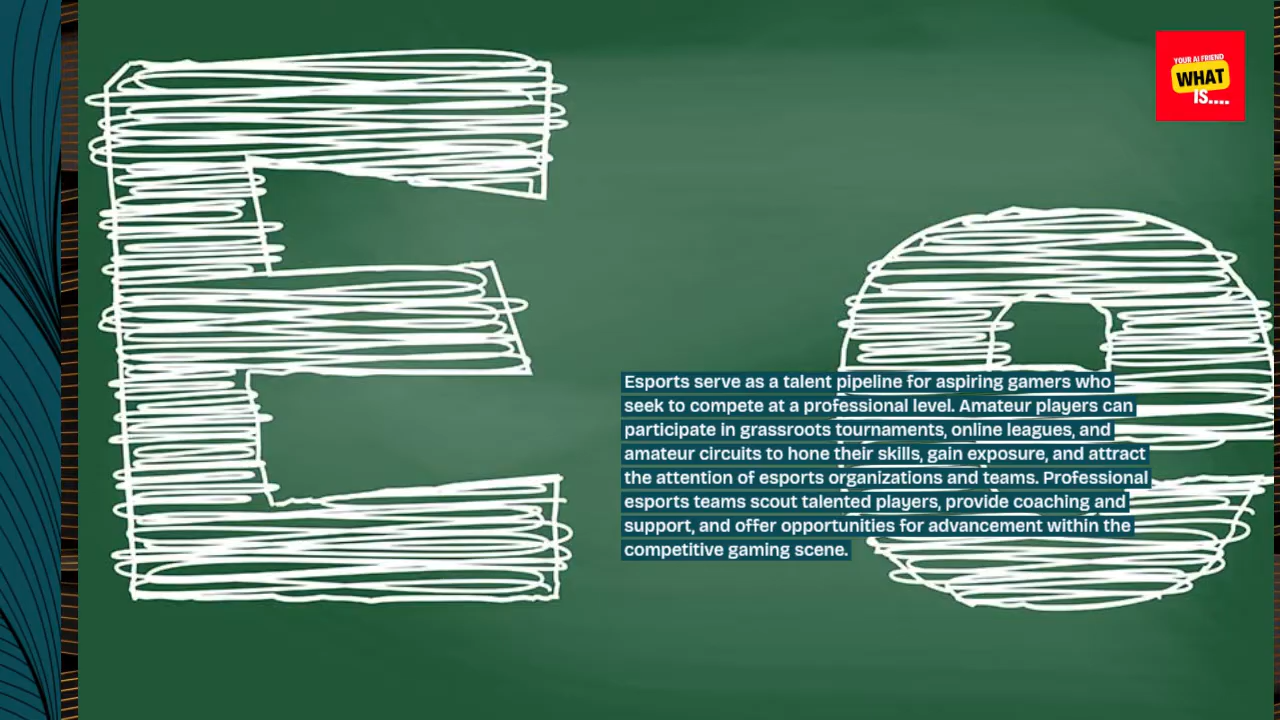 E e
YOUR AI FRIEND
WHAT
IS....
Esports serve as a talent pipeline for aspiring gamers who
seek to compete at a professional level. Amateur players can
participate in grassroots tournaments, online leagues, and
amateur circuits to hone their skills, gain exposure, and attract
the attention of esports organizations and teams. Professional
esports teams scout talented players, provide coaching and
support, and offer opportunities for advancement within the
competitive gaming scene.